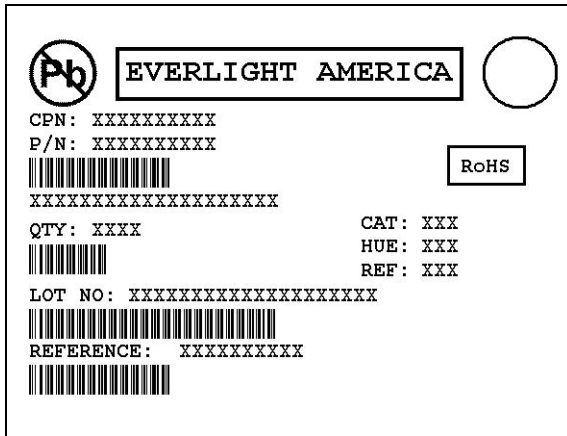 Pb
EVERLIGHT AMERICA
CPN: XXXXXXXXXX
P/N: XXXXXXXXXX
RoHS
XXXXXXXXXXXXXXXXXXXX
QTY: XXXX
CAT: XXX
HUE: XXX
REF: XXX
LOT NO: XXXXXXXXXXXXXXXXXXXX
REFERENCE: XXXXXXXXXX